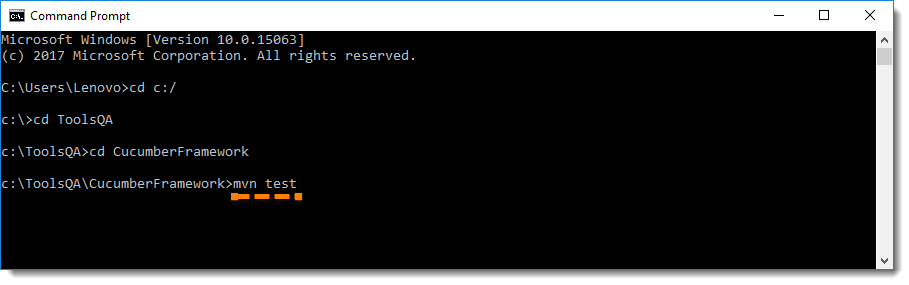 Command Prompt
Microsoft Windows [Version 10.0.15063]
(c) 2017 Microsoft Corporation. All rights reserved.
C:\Users\Lenovo>cd c:/
c:\>cd ToolsQA
c:\ToolsQA>cd CucumberFramework
c:\ToolsQA\CucumberFramework>mvn test